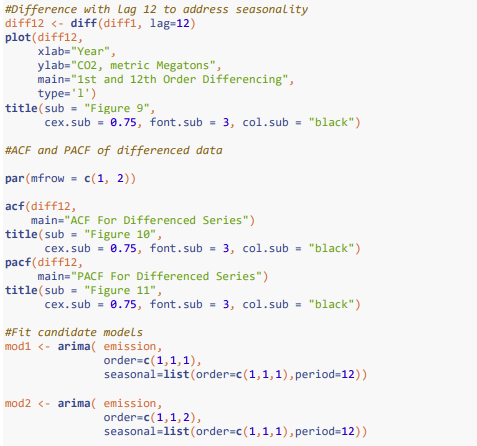 #Difference with lag 12 to address seasonality
diff12 <- diff(diff1, lag=12)
plot(diff12,
     xlab="Year",
     ylab="CO2, metric Megatons",
     main="1st and 12th Order Differencing",
     type='l')
title(sub = "Figure 9",
      cex.sub = 0.75, font.sub = 3, col.sub = "black")

#ACF and PACF of differenced data

par(mfrow = c(1, 2))

acf(diff12,
    main="ACF For Differenced Series")
title(sub = "Figure 10",
      cex.sub = 0.75, font.sub = 3, col.sub = "black")
pacf(diff12,
     main="PACF For Differenced Series")
title(sub = "Figure 11",
      cex.sub = 0.75, font.sub = 3, col.sub = "black")

#Fit candidate models
mod1 <- arima( emission,
               order=c(1,1,1),
               seasonal=list(order=c(1,1,1),period=12))

mod2 <- arima( emission,
               order=c(1,1,2),
               seasonal=list(order=c(1,1,1),period=12))